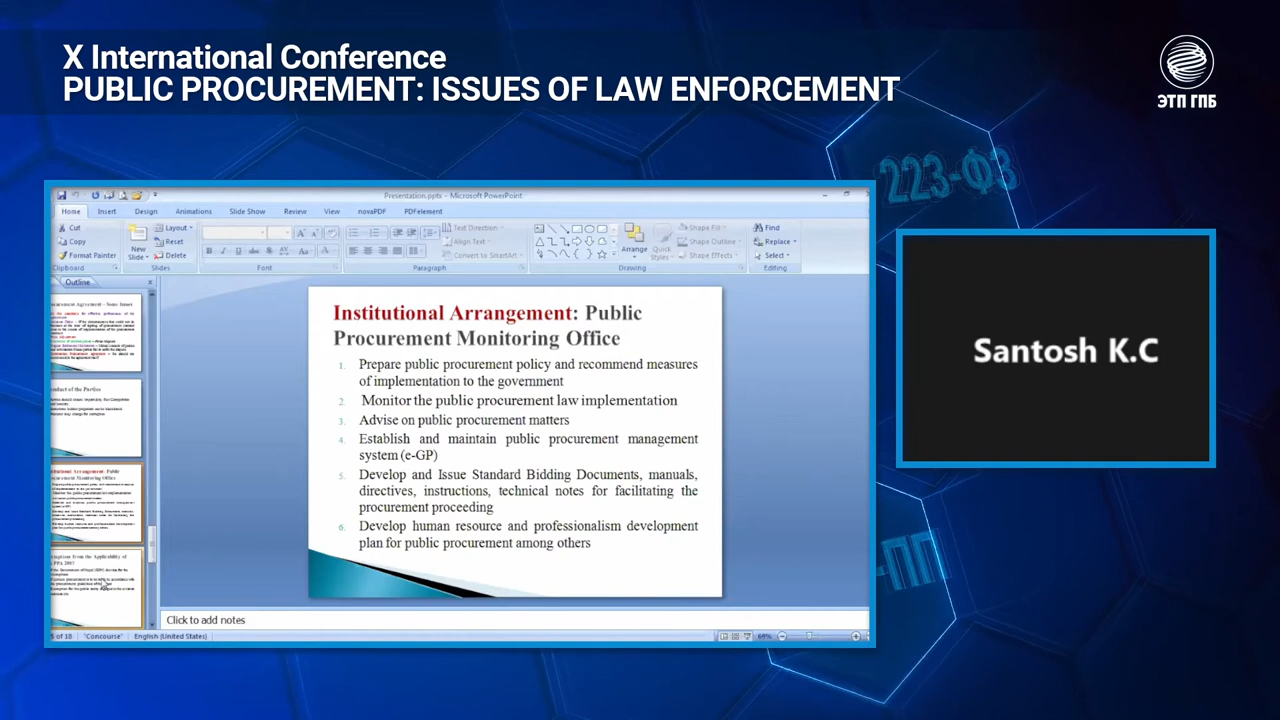 X International Conference
PUBLIC PROCUREMENT: ISSUES OF LAW ENFORCEMENT
ЭТП ГПБ
223-ФЗ
Presentation.pptx - Microsoft PowerPoint
Home Insert Design Animations Slide Show Review View novaPDF PDFelement
Cut
Copy
Format Painter
Clipboard
New Slide
Layout
Reset
Delete
Slides
Font
Text Direction
Align Text
Convert to SmartArt
Paragraph
Arrange
Quick Styles
Shape Fill
Shape Outline
Shape Effects
Drawing
Find
Replace
Select
Editing
Outline
Institutional Arrangement: Public
Procurement Monitoring Office
1. Prepare public procurement policy and recommend measures
of implementation to the government
2. Monitor the public procurement law implementation
3. Advise on public procurement matters
4. Establish and maintain public procurement management
system (e-GP)
5. Develop and Issue Standard Bidding Documents, manuals,
directives, instructions, technical notes for facilitating the
procurement proceeding
6. Develop human resource and professionalism development
plan for public procurement among others
Santosh K.C
Click to add notes
of 18 "Concourse" English (United States) 69%